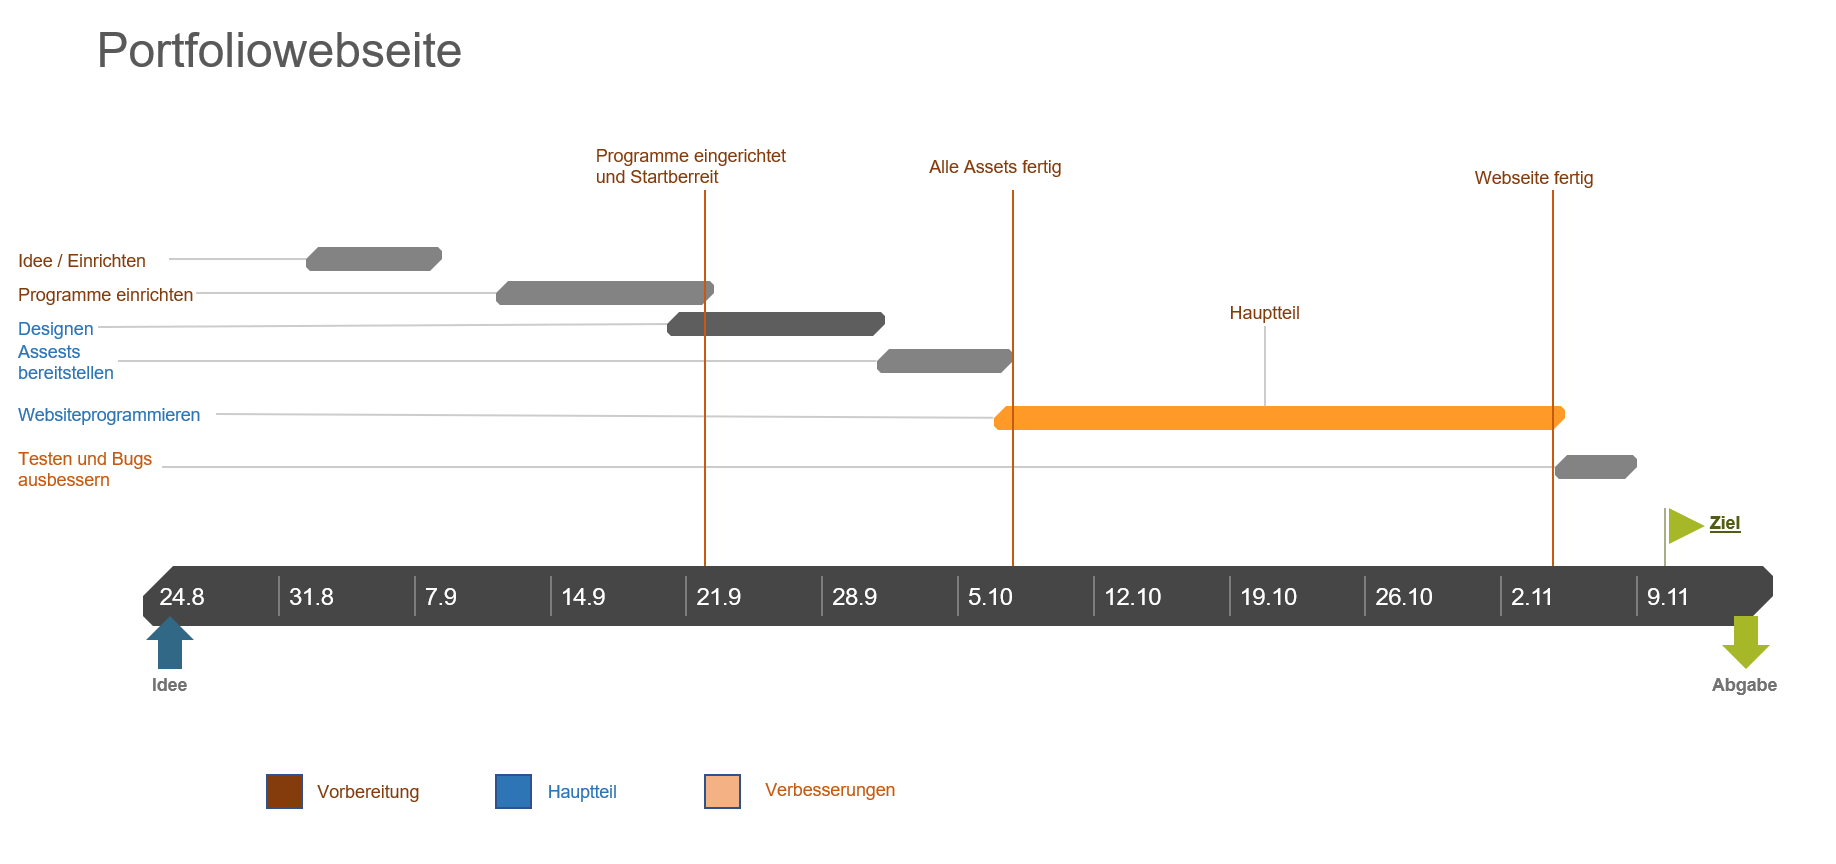 Portfoliowebseite
Programme eingerichtet
und Startberreit
Alle Assets fertig
Webseite fertig
Idee / Einrichten
Programme einrichten
Hauptteil
Designen
Assests
bereitstellen
Websiteprogrammieren
Testen und Bugs
ausbessern
Ziel
24.8 31.8 7.9 14.9 21.9 28.9 5.10 12.10 19.10 26.10 2.11 9.11
Idee
Abgabe
Vorbereitung
Hauptteil
Verbesserungen